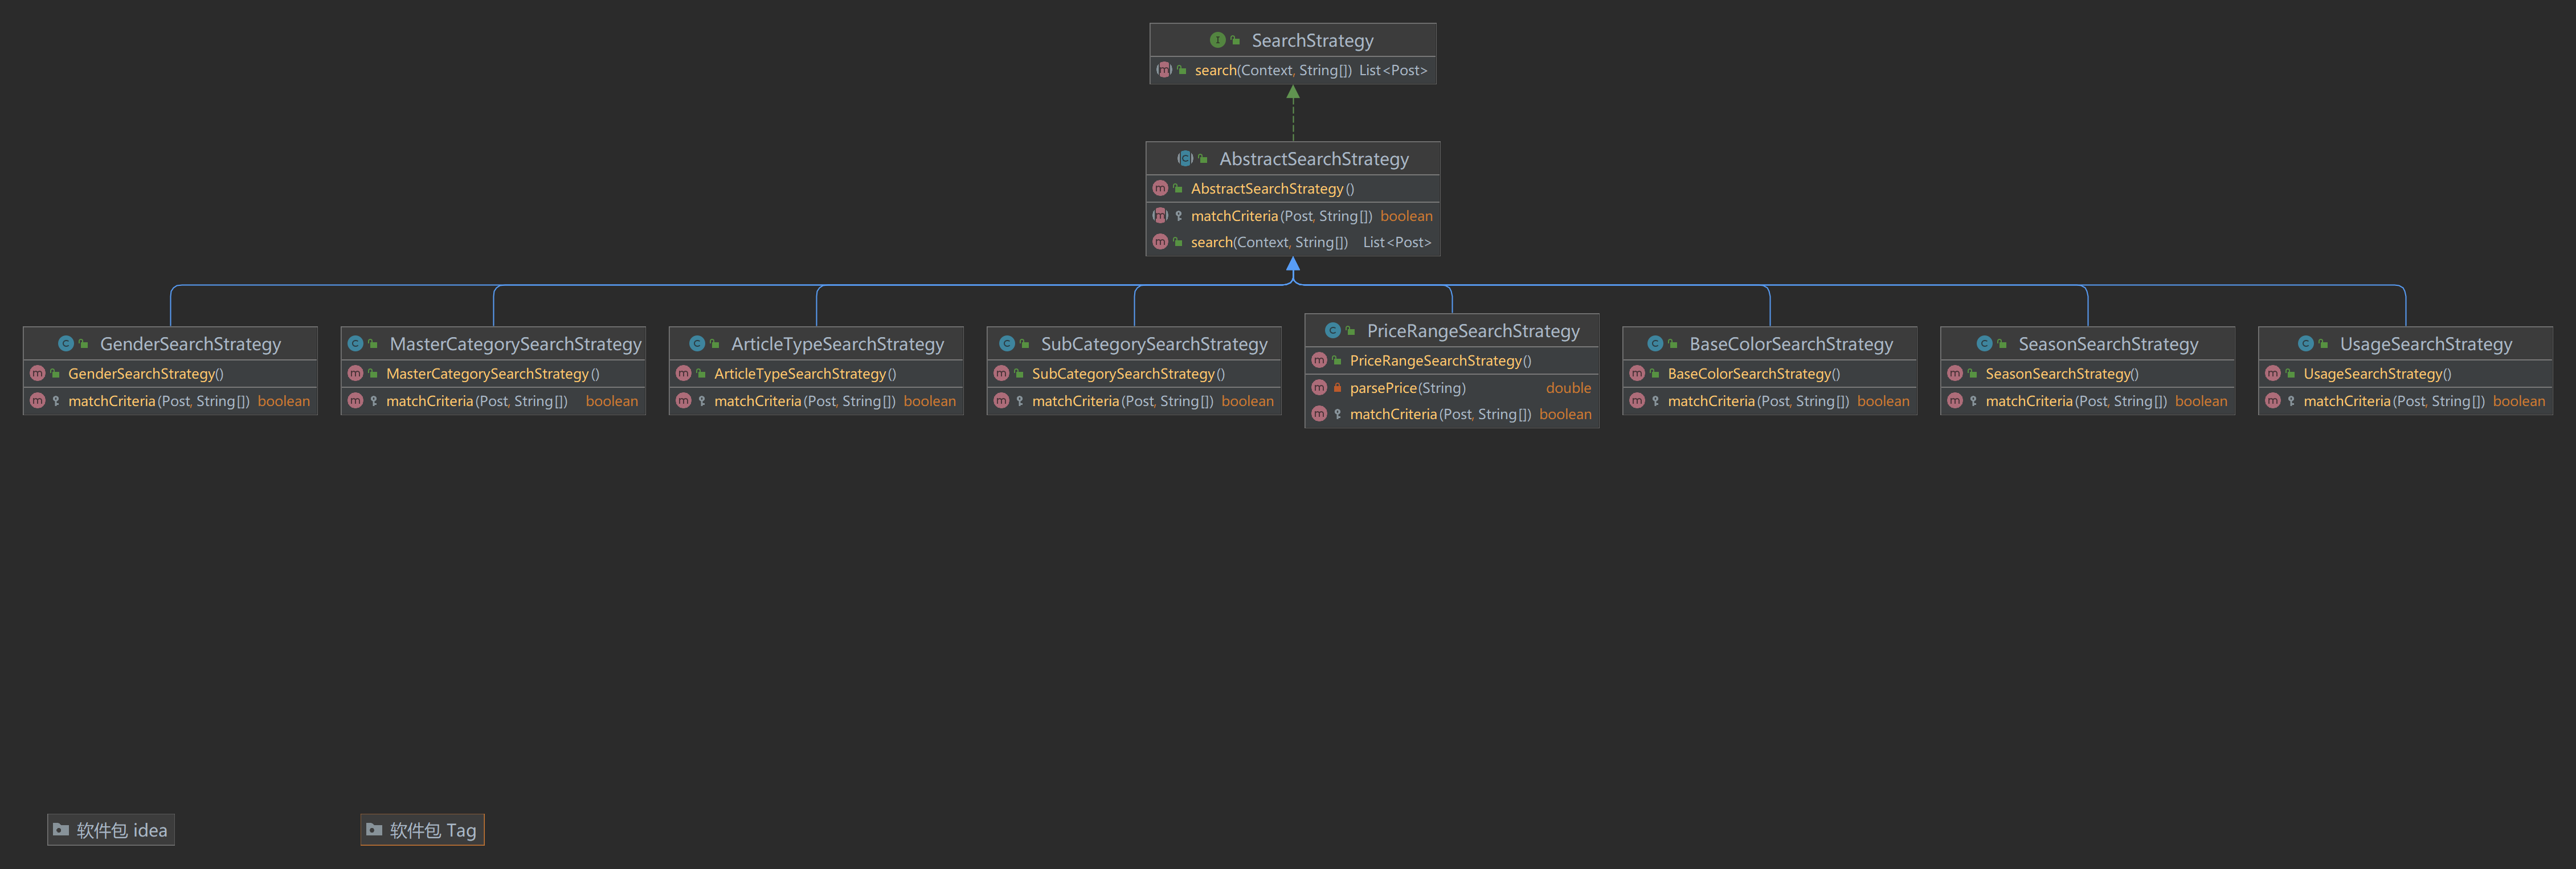 SearchStrategy
search(Context, String[]) List<Post>
AbstractSearchStrategy
AbstractSearchStrategy()
matchCriteria(Post, String[]) boolean
search(Context, String[]) List<Post>
GenderSearchStrategy
GenderSearchStrategy()
matchCriteria(Post, String[]) boolean
MasterCategorySearchStrategy
MasterCategorySearchStrategy()
matchCriteria(Post, String[]) boolean
ArticleTypeSearchStrategy
ArticleTypeSearchStrategy()
matchCriteria(Post, String[]) boolean
SubCategorySearchStrategy
SubCategorySearchStrategy()
matchCriteria(Post, String[]) boolean
PriceRangeSearchStrategy
PriceRangeSearchStrategy()
parsePrice(String) double
matchCriteria(Post, String[]) boolean
BaseColorSearchStrategy
BaseColorSearchStrategy()
matchCriteria(Post, String[]) boolean
SeasonSearchStrategy
SeasonSearchStrategy()
matchCriteria(Post, String[]) boolean
UsageSearchStrategy
UsageSearchStrategy()
matchCriteria(Post, String[]) boolean
软件包 idea
软件包 Tag